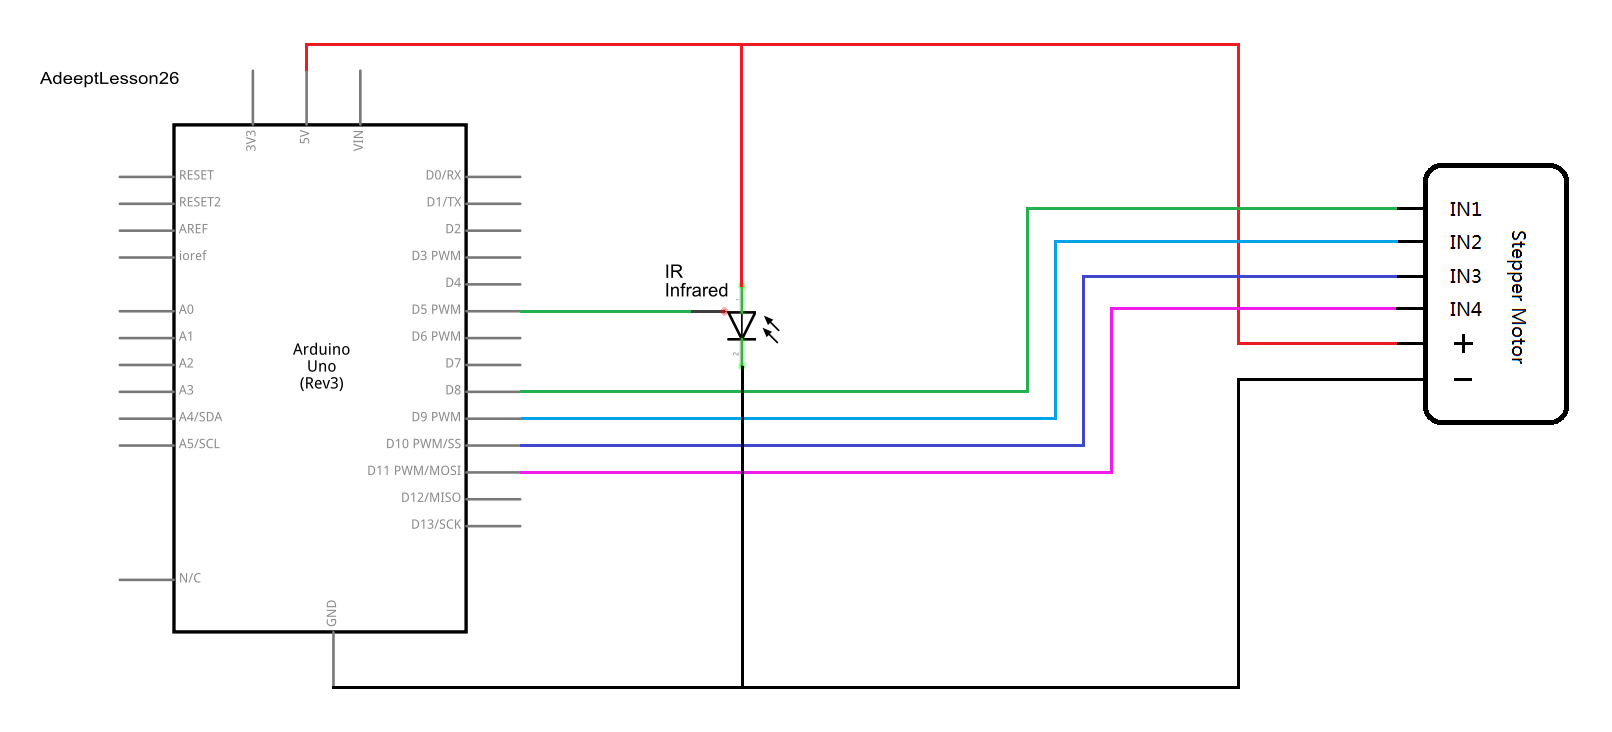 AdeeptLesson26
3V3
5V
VIN
RESET
RESET2
AREF
ioref
A0
A1
A2
A3
A4/SDA
A5/SCL
N/C
Arduino
Uno
(Rev3)
D0/RX
D1/TX
D2
D3 PWM
D4
D5 PWM
D6 PWM
D7
D8
D9 PWM
D10 PWM/SS
D11 PWM/MOSI
D12/MISO
D13/SCK
GND
IR
Infrared
1
2
IN1
IN2
IN3
IN4
+
−
Stepper Motor